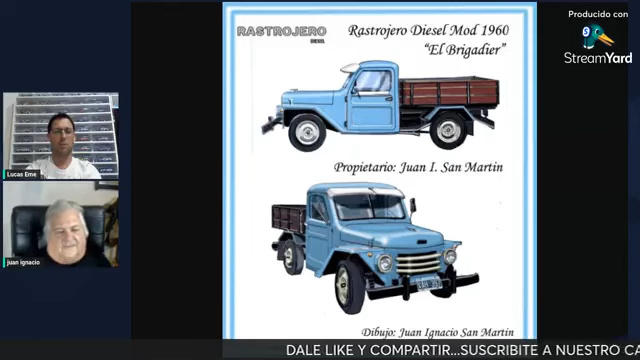 Producido con
StreamYard
RASTROJERO
DIESEL
Rastrojero Diesel Mod 1960
“El Brigadier”
Propietario: Juan I. San Martin
Lucas Eme
juan ignacio
Dibujo: Juan Ignacio San Martin
DALE LIKE Y COMPARTIR...SUSCRIBITE A NUESTRO CA